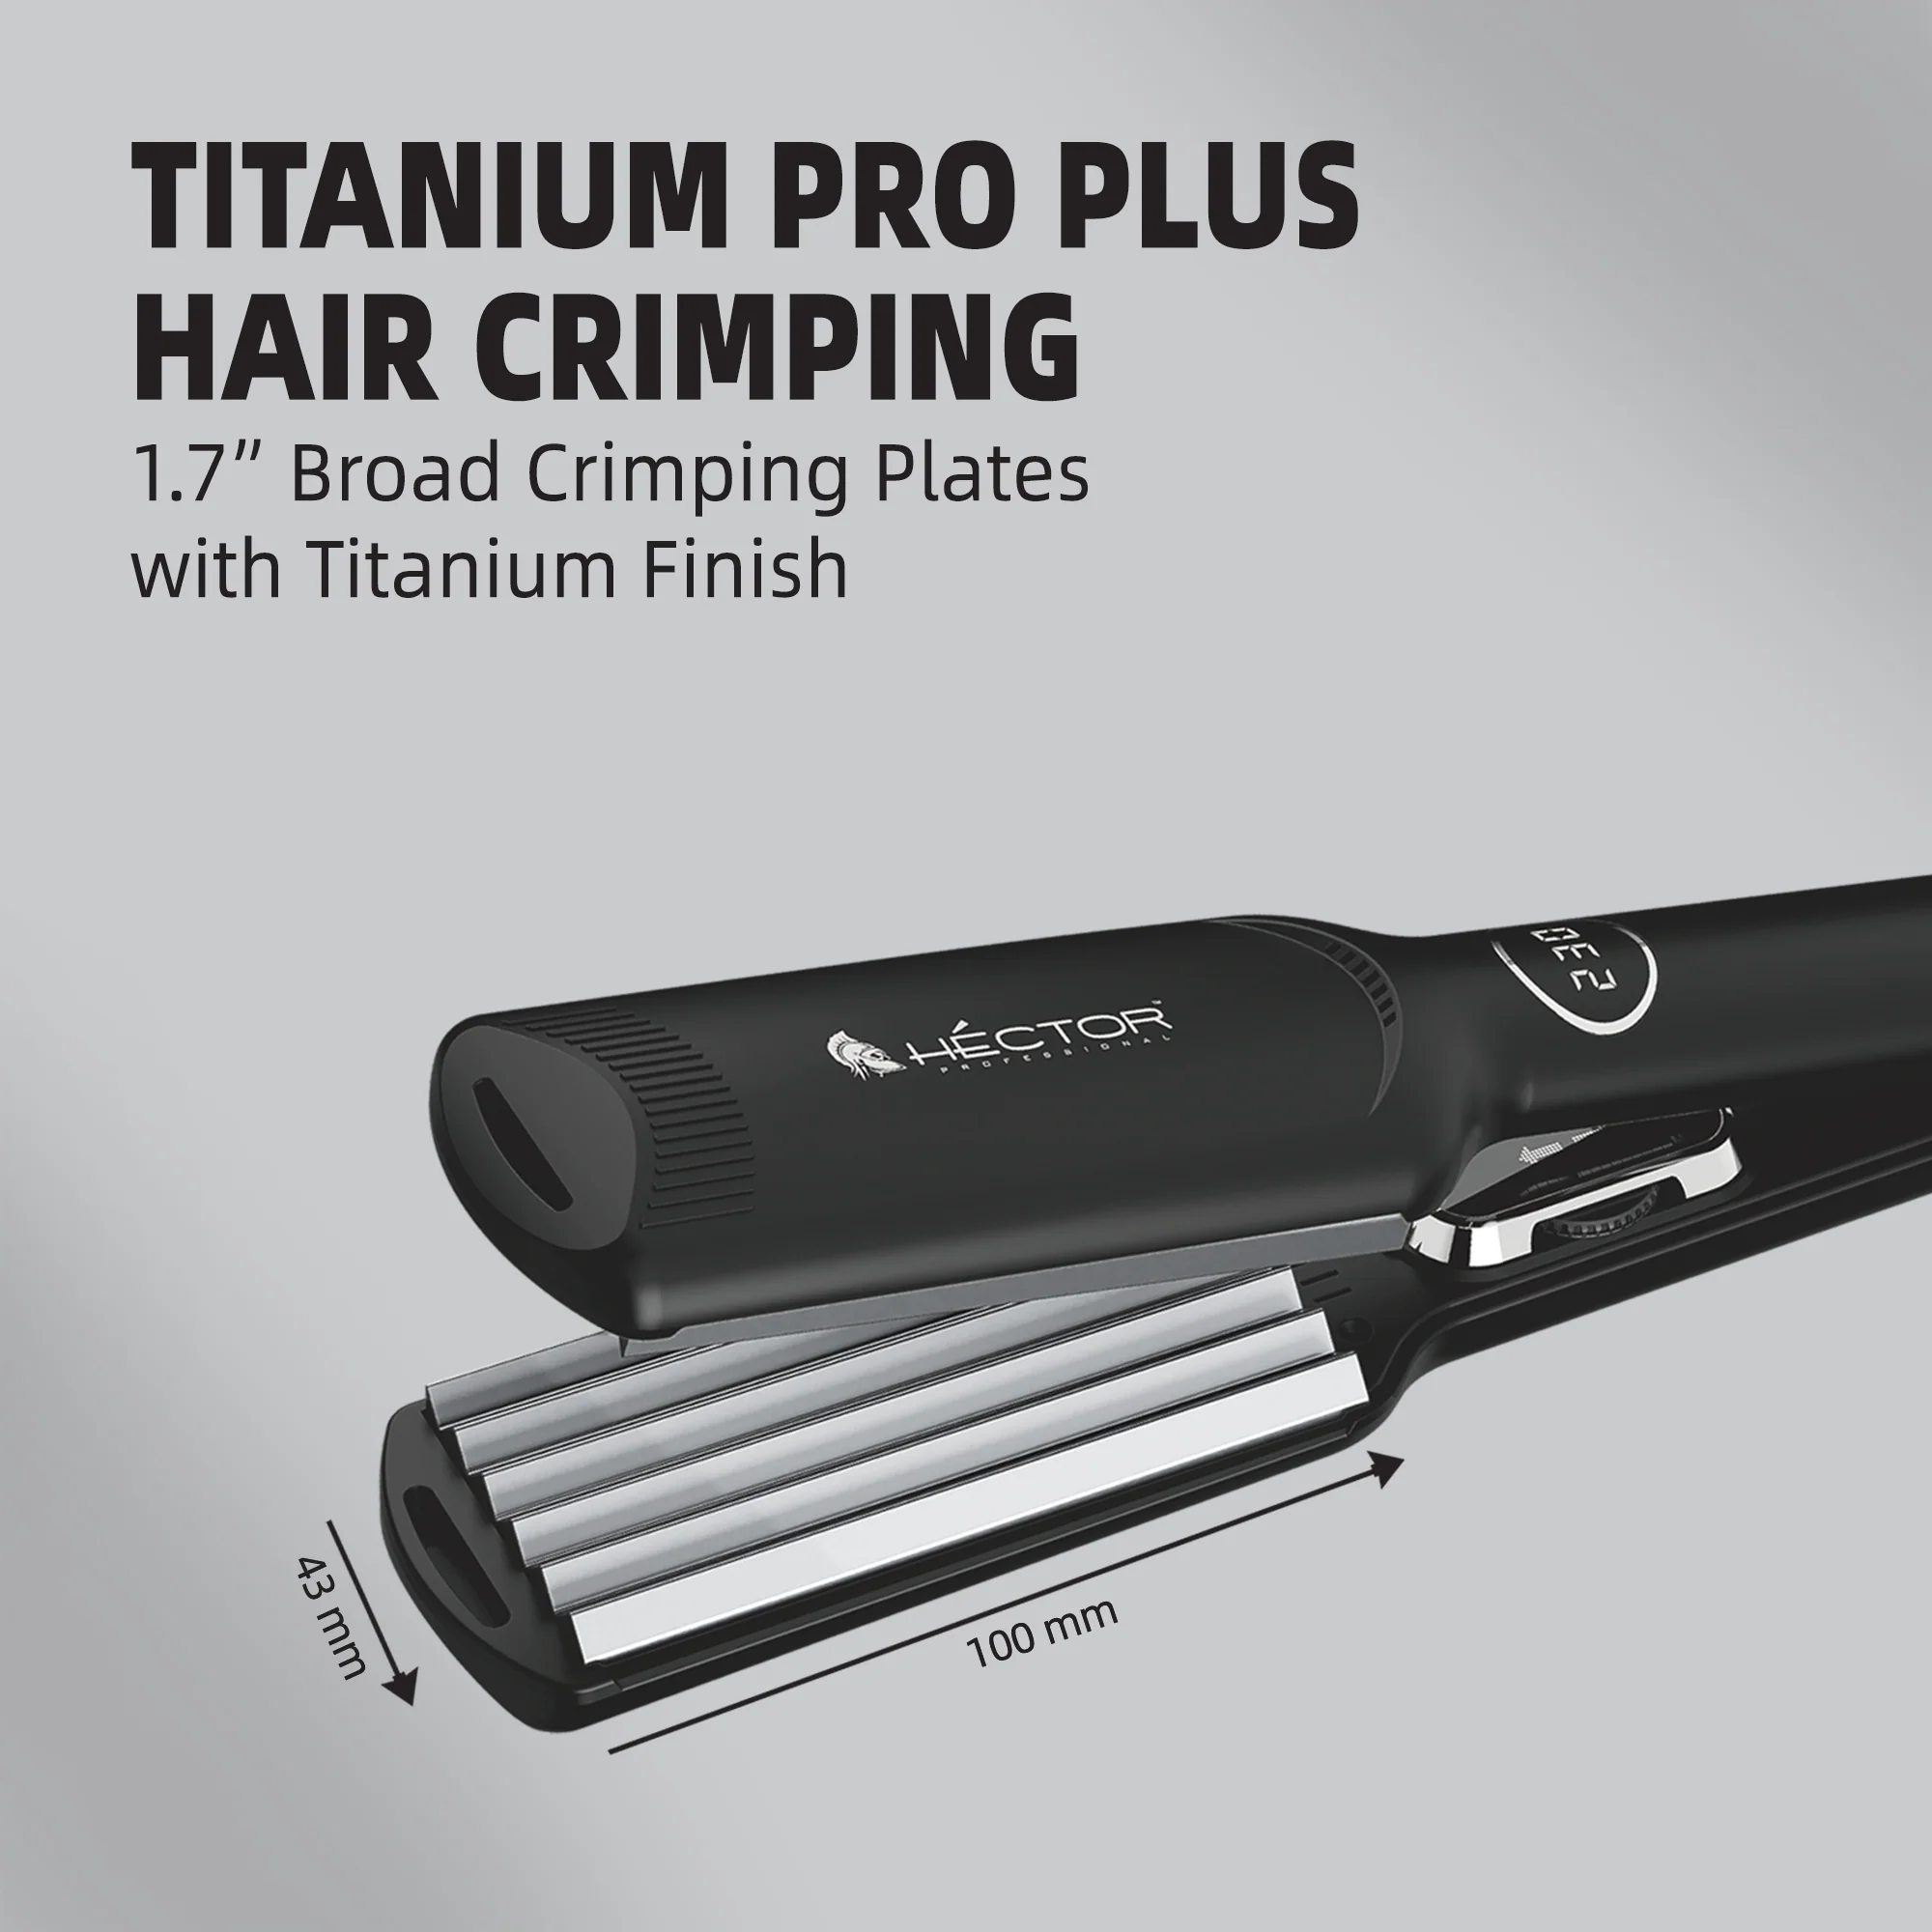 TITANIUM PRO PLUS
HAIR CRIMPING
1.7” Broad Crimping Plates
with Titanium Finish
HÉCTOR™
PROFESSIONAL
230
43 mm
100 mm